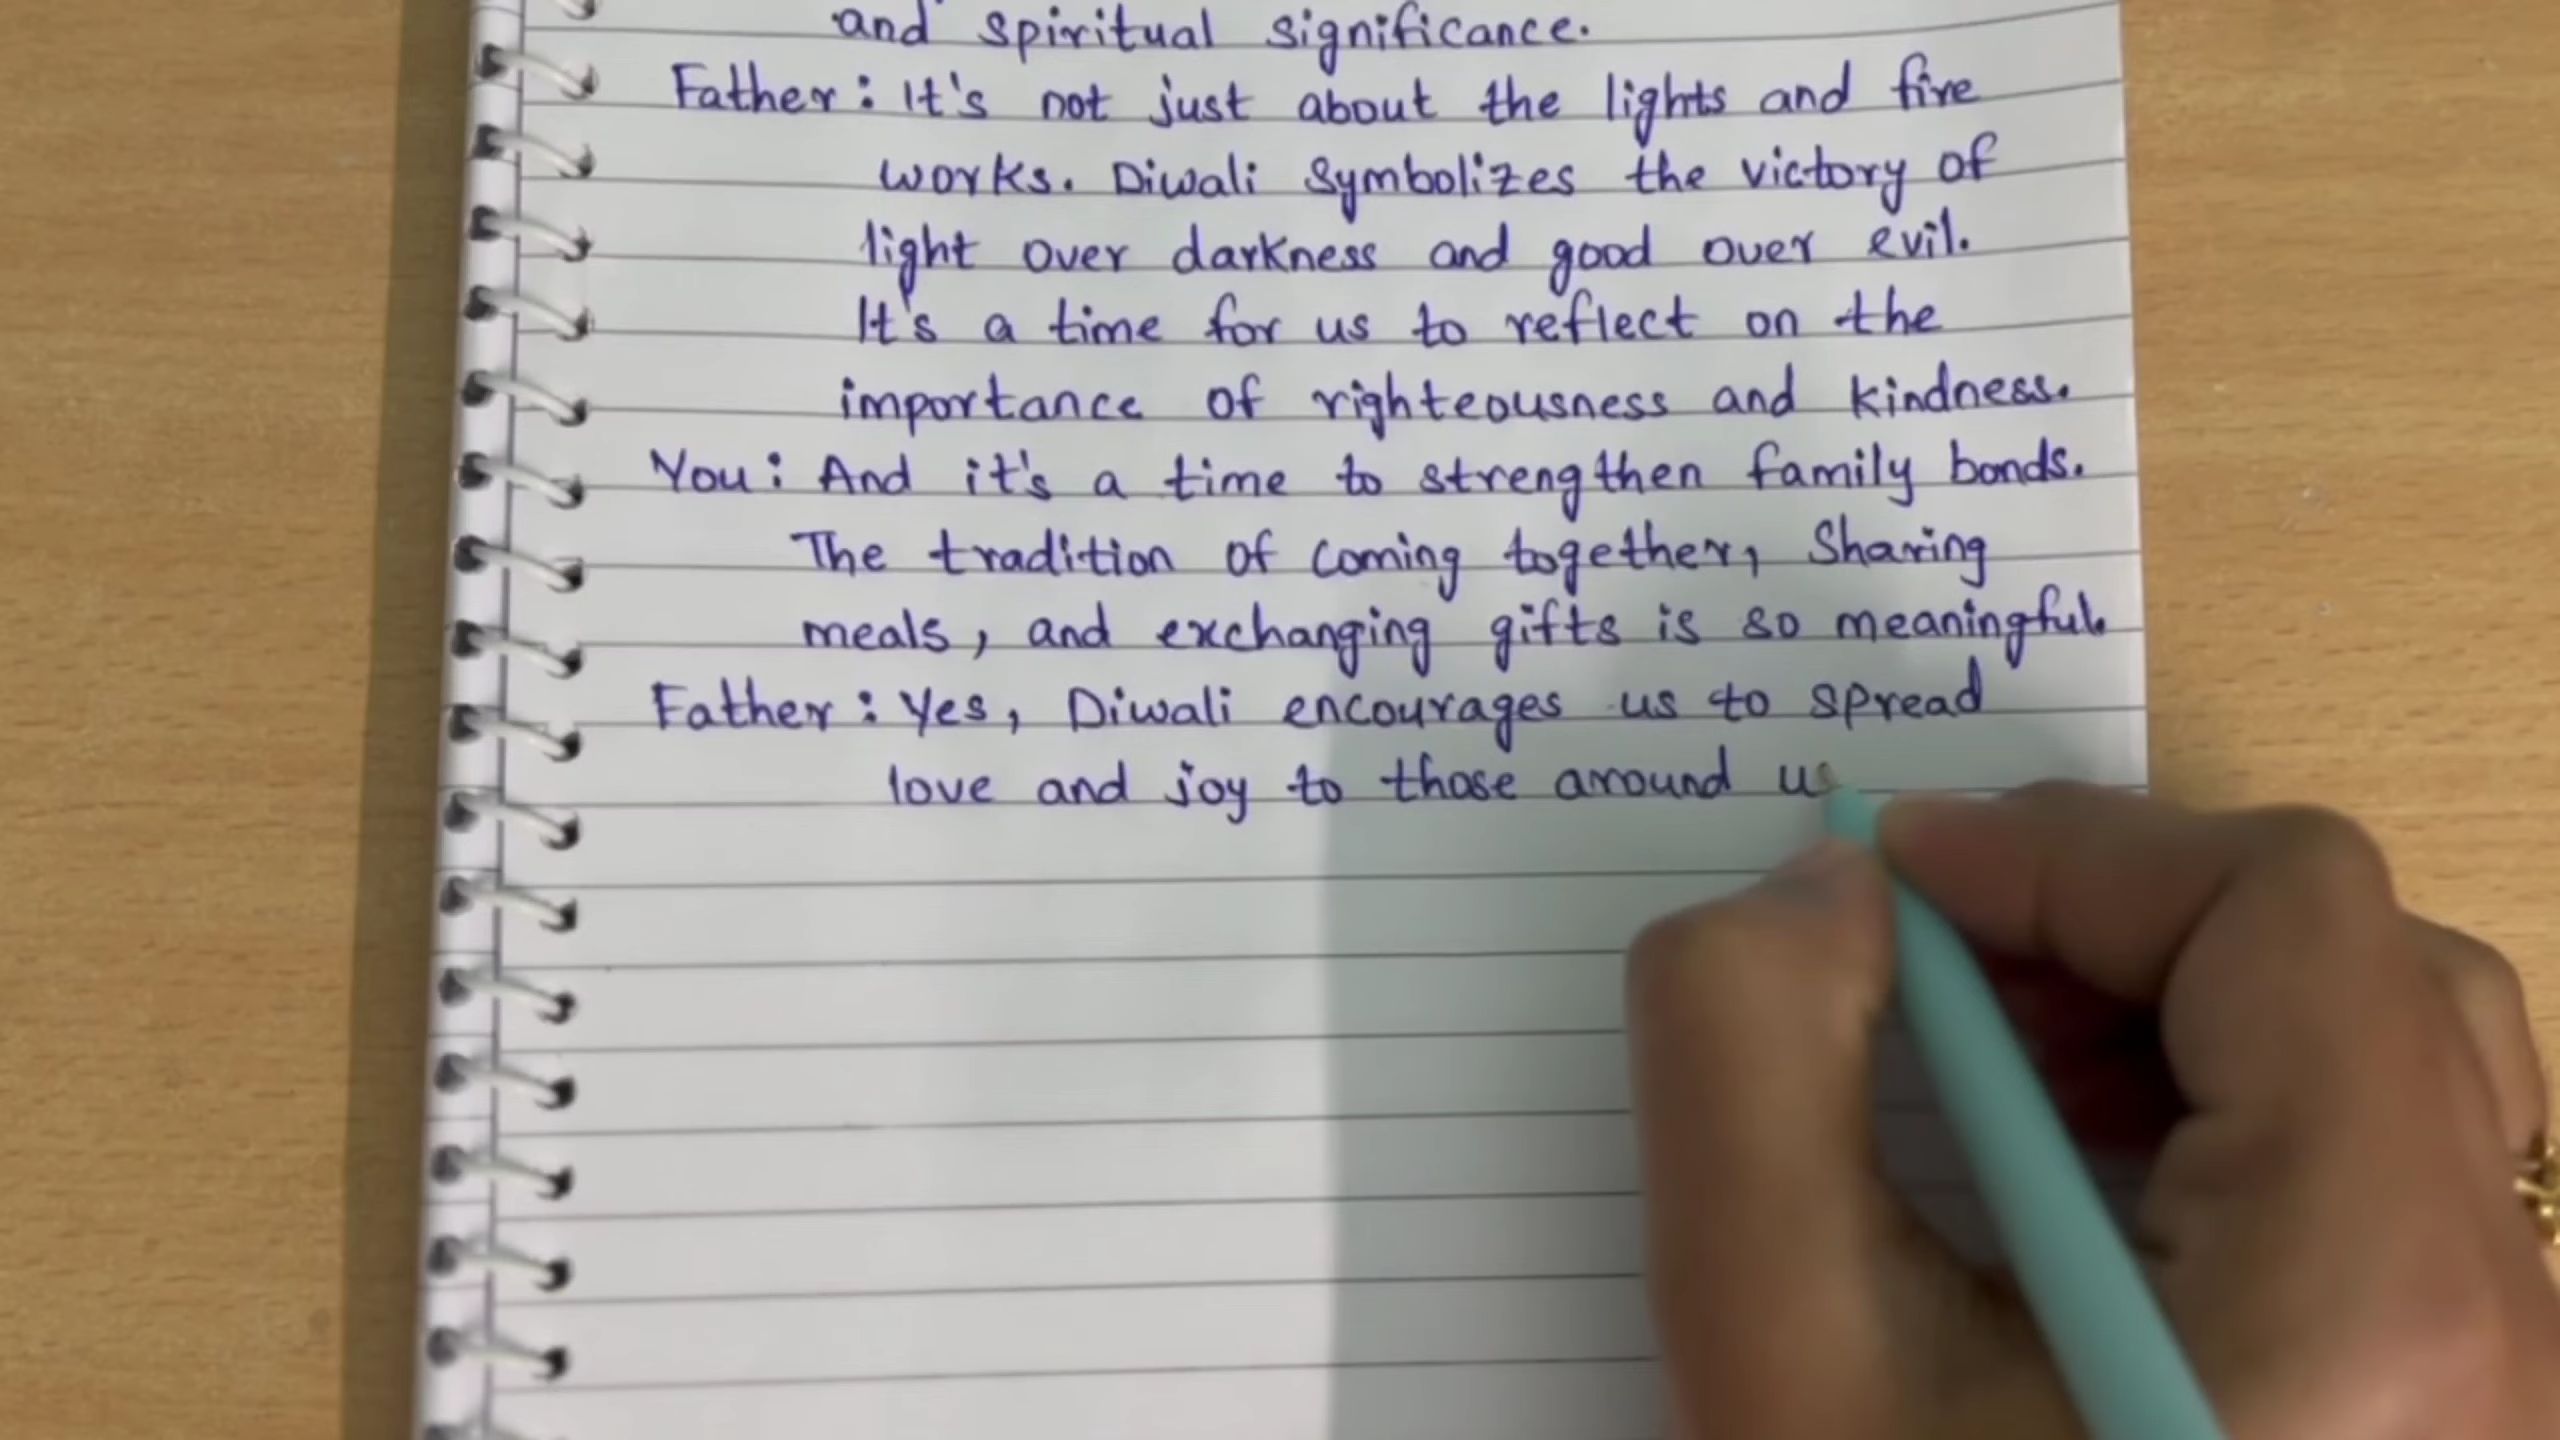 and spiritual significance.
Father: It's not just about the lights and fire
works. Diwali Symbolizes the victory of
light over darkness and good over evil.
It's a time for us to reflect on the
importance of righteousness and kindness.
You: And it's a time to strengthen family bonds.
The tradition of coming together, Sharing
meals, and exchanging gifts is so meaningful.
Father: Yes, Diwali encourages us to spread
love and joy to those around us